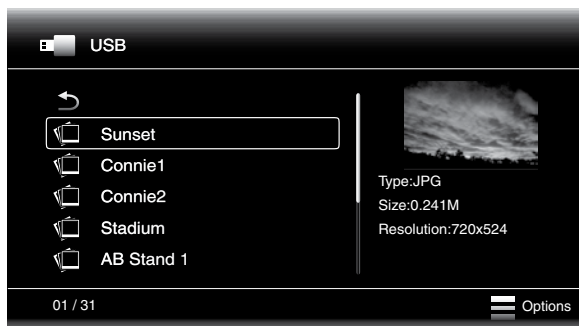 USB
Sunset
Connie1
Connie2
Stadium
AB Stand 1
Type:JPG
Size:0.241M
Resolution:720x524
01 / 31
Options